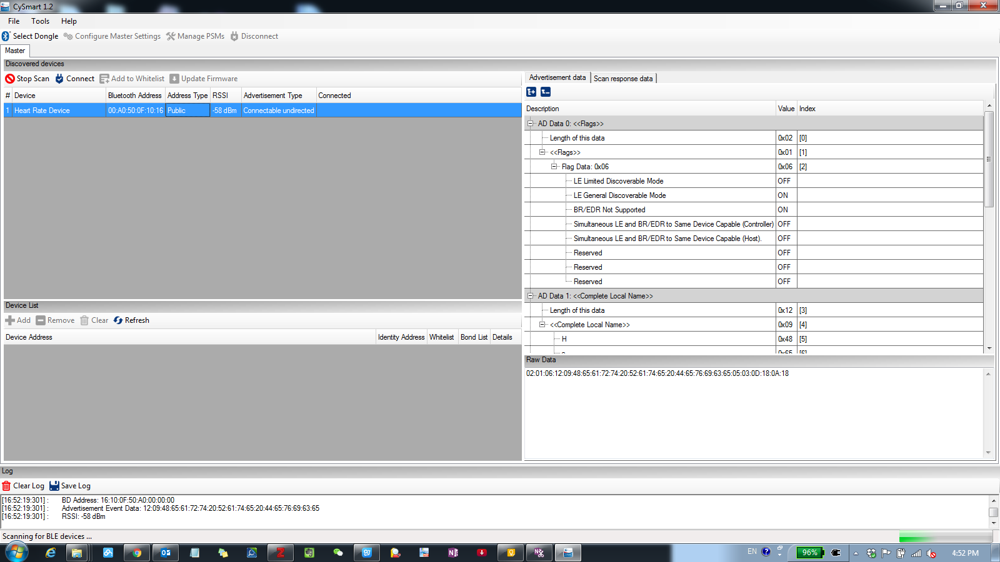 CySmart 1.2
File Tools Help
Select Dongle Configure Master Settings Manage PSMs Disconnect
Master
Discovered devices
Stop Scan Connect Add to Whitelist Update Firmware
# Device Bluetooth Address Address Type RSSI Advertisement Type Connected
1 Heart Rate Device 00:A0:50:0F:10:16 Public -58 dBm Connectable undirected
Device List
Add Remove Clear Refresh
Device Address Identity Address Whitelist Bond List Details
Advertisement data Scan response data
Description Value Index
AD Data 0: <<Flags>>
Length of this data 0x02 [0]
<<Flags>> 0x01 [1]
Flag Data: 0x06 0x06 [2]
LE Limited Discoverable Mode OFF
LE General Discoverable Mode ON
BR/EDR Not Supported ON
Simultaneous LE and BR/EDR to Same Device Capable (Controller) OFF
Simultaneous LE and BR/EDR to Same Device Capable (Host). OFF
Reserved OFF
Reserved OFF
Reserved OFF
AD Data 1: <<Complete Local Name>>
Length of this data 0x12 [3]
<<Complete Local Name>> 0x09 [4]
H 0x48 [5]
e 0x65 [6]
Raw Data
02:01:06:12:09:48:65:61:72:74:20:52:61:74:65:20:44:65:76:69:63:65:05:03:0D:18:0A:18
Log
Clear Log Save Log
[16:52:19:301] : BD Address: 16:10:0F:50:A0:00:00:00
[16:52:19:301] : Advertisement Event Data: 12:09:48:65:61:72:74:20:52:61:74:65:20:44:65:76:69:63:65
[16:52:19:301] : RSSI: -58 dBm
Scanning for BLE devices ...
EN 96% 4:52 PM